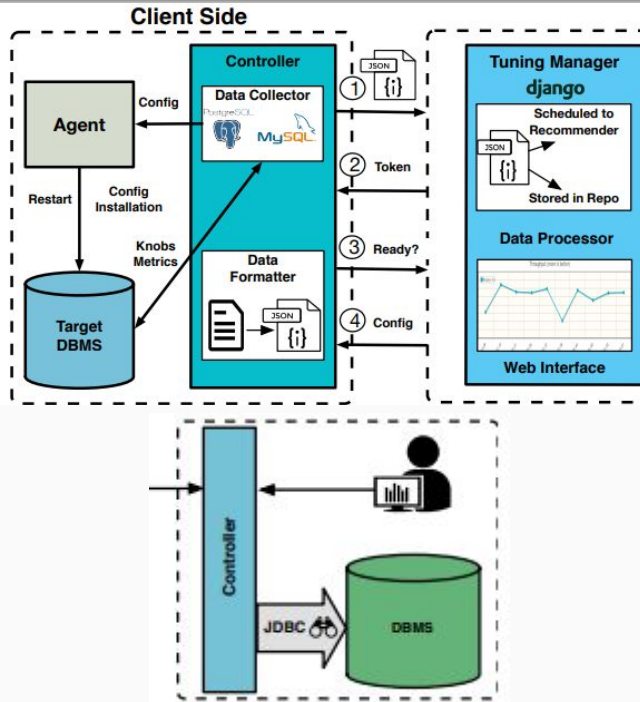 Client Side
Controller
Data Collector
PostgreSQL
MySQL
Agent
Config
Restart
Config
Installation
Knobs
Metrics
Target
DBMS
Data
Formatter
JSON
{i}
1
JSON
{i}
2 Token
3 Ready?
4 Config
Tuning Manager
django
Scheduled to
Recommender
JSON
{i}
Stored in Repo
Data Processor
Web Interface
Controller
JDBC
DBMS